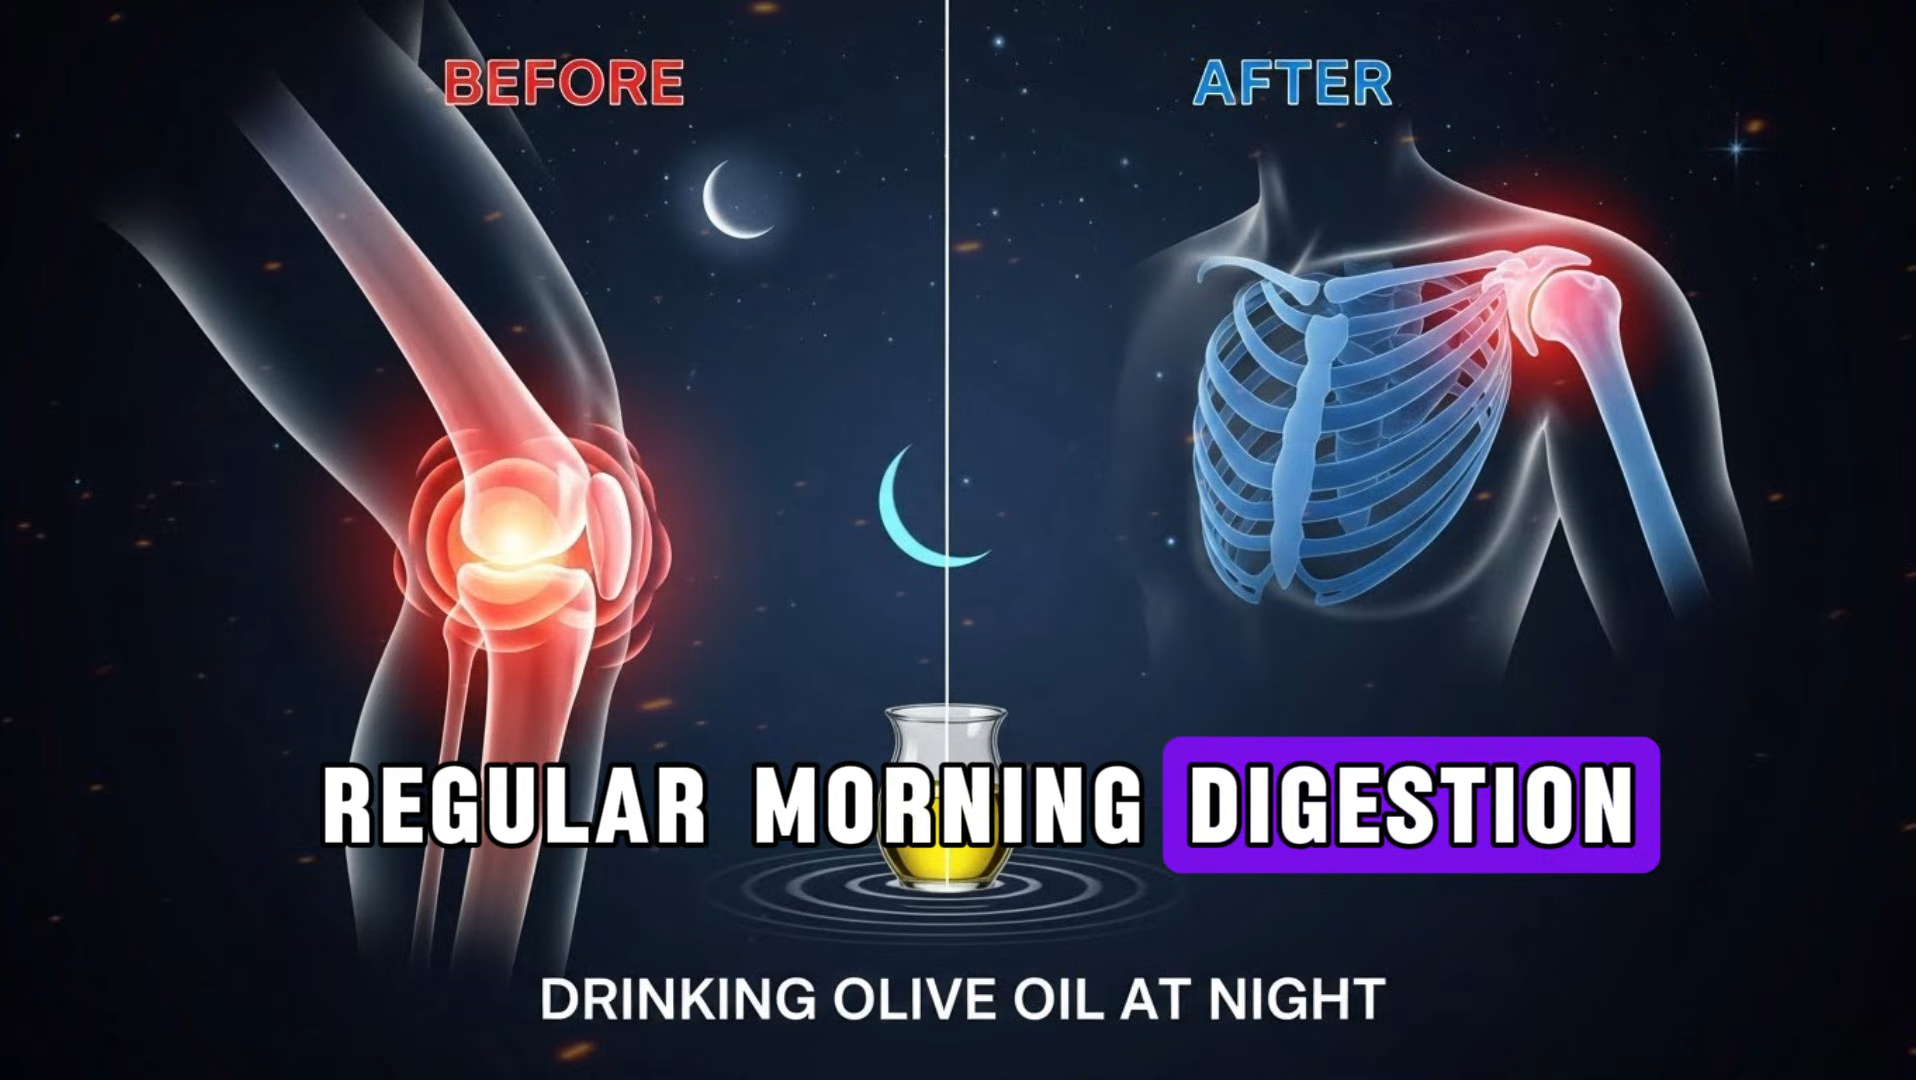 BEFORE
AFTER
REGULAR MORNING DIGESTION
DRINKING OLIVE OIL AT NIGHT